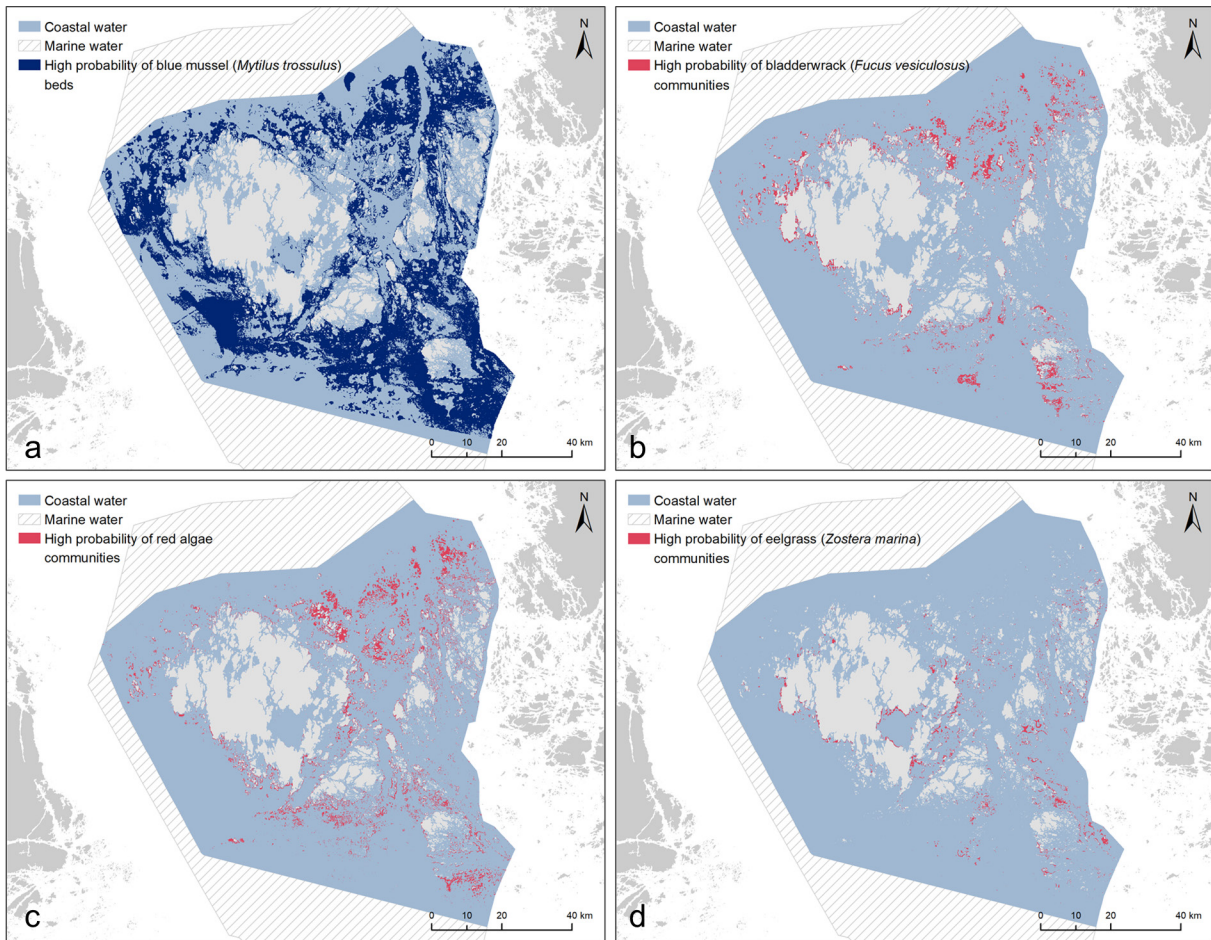 Coastal water
Marine water
High probability of blue mussel (Mytilus trossulus)
beds
N
a
0 10 20 40 km
Coastal water
Marine water
High probability of bladderwrack (Fucus vesiculosus)
communities
N
b
0 10 20 40 km
Coastal water
Marine water
High probability of red algae
communities
N
c
0 10 20 40 km
Coastal water
Marine water
High probability of eelgrass (Zostera marina)
communities
N
d
0 10 20 40 km